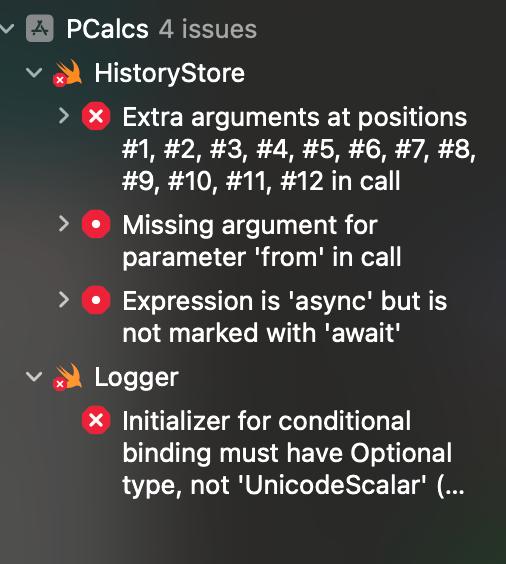 PCalcs 4 issues
HistoryStore
Extra arguments at positions
#1, #2, #3, #4, #5, #6, #7, #8,
#9, #10, #11, #12 in call
Missing argument for
parameter 'from' in call
Expression is 'async' but is
not marked with 'await'
Logger
Initializer for conditional
binding must have Optional
type, not 'UnicodeScalar' (...